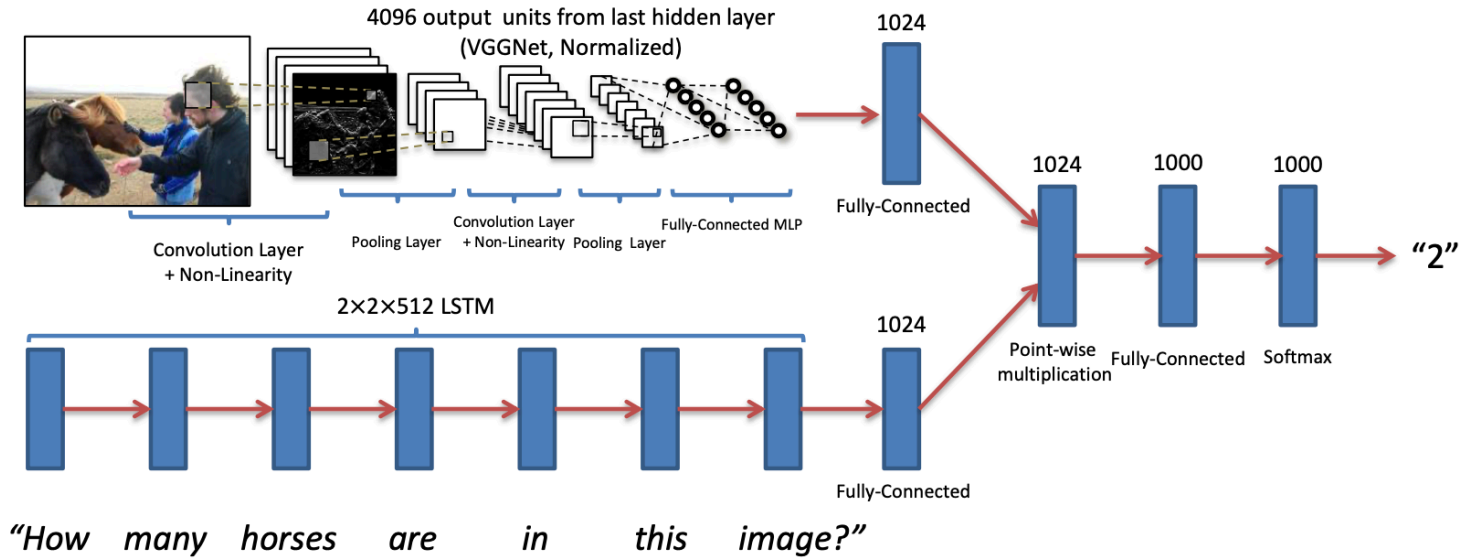 4096 output units from last hidden layer
(VGGNet, Normalized)
1024
Fully-Connected
Convolution Layer
+ Non-Linearity
Pooling Layer
Convolution Layer
+ Non-Linearity
Pooling Layer
Fully-Connected MLP
1024
1000
1000
“2”
2×2×512 LSTM
1024
Point-wise
multiplication
Fully-Connected
Softmax
Fully-Connected
“How many horses are in this image?”